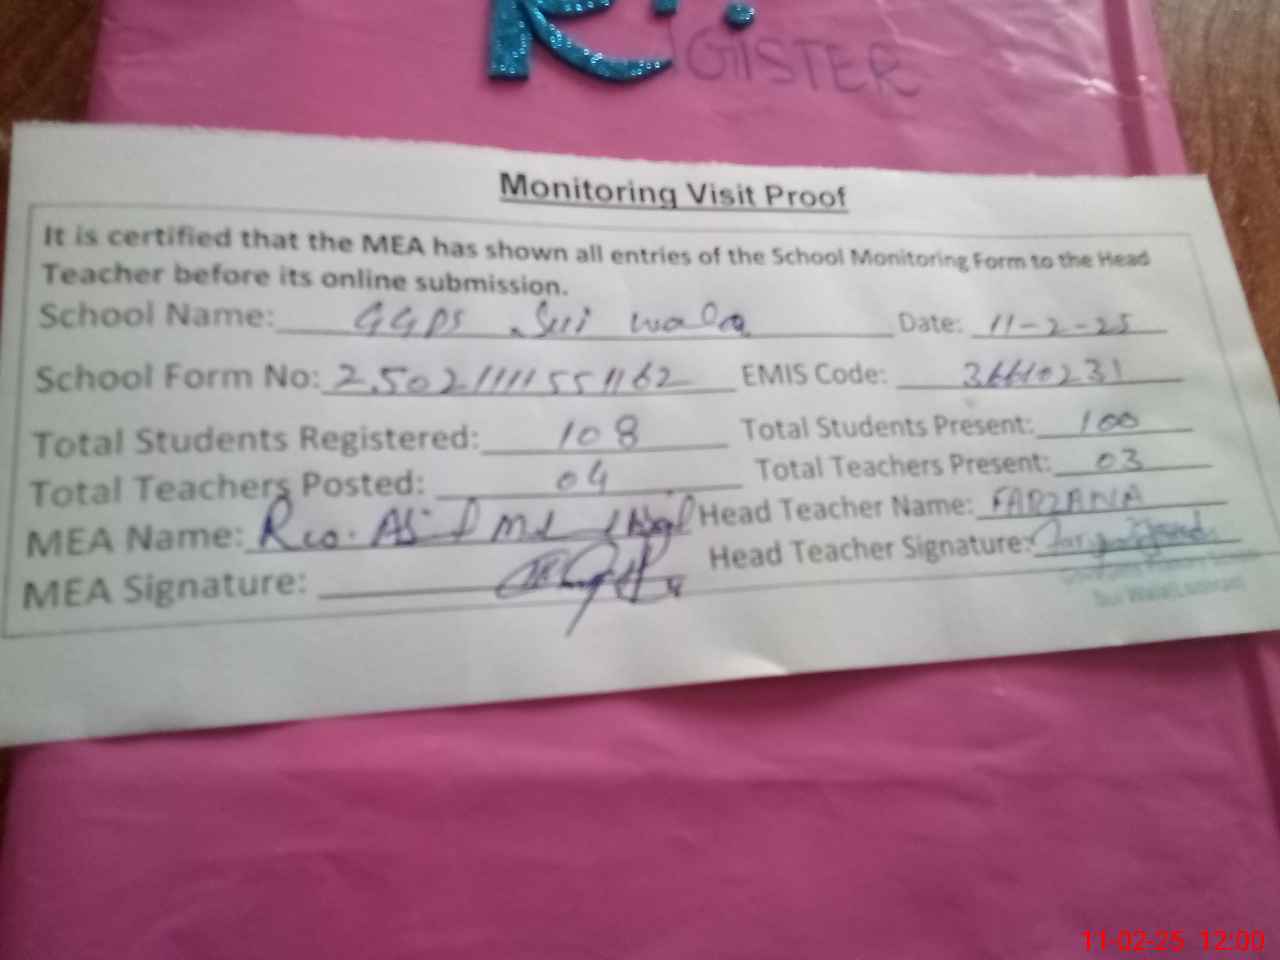 REGIISTER
Monitoring Visit Proof
It is certified that the MEA has shown all entries of the School Monitoring Form to the Head
Teacher before its online submission.
School Name: GGPS Sui wala Date: 11-2-25
School Form No: 25021111551162 EMIS Code: 36610231
Total Students Registered: 108 Total Students Present: 100
Total Teachers Posted: 04 Total Teachers Present: 03
MEA Name: Head Teacher Name: FARZANA
MEA Signature: Head Teacher Signature:
11-02-25 12:00